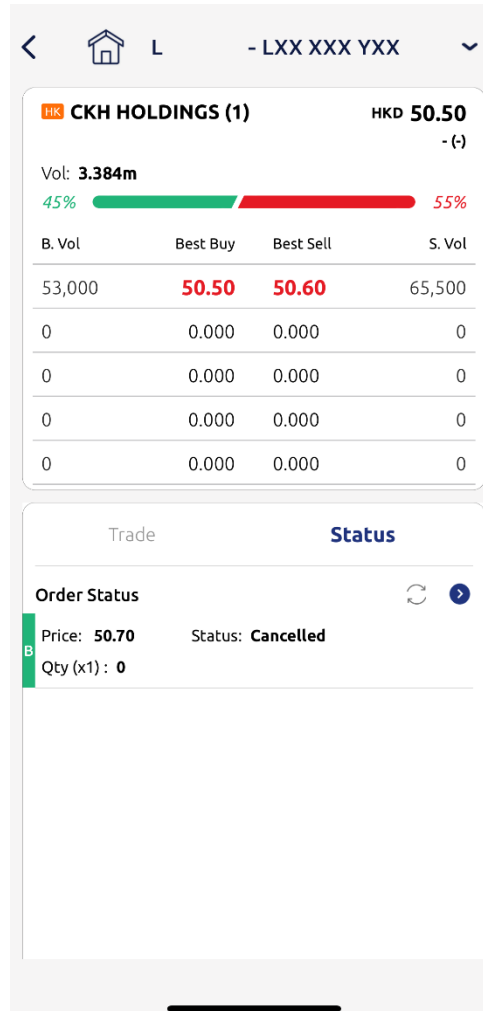 L - LXX XXX YXX
HK CKH HOLDINGS (1) HKD 50.50
- (-)
Vol: 3.384m
45% 55%
B. Vol Best Buy Best Sell S. Vol
53,000 50.50 50.60 65,500
0 0.000 0.000 0
0 0.000 0.000 0
0 0.000 0.000 0
0 0.000 0.000 0
Trade Status
Order Status
B Price: 50.70 Status: Cancelled
Qty (x1) : 0